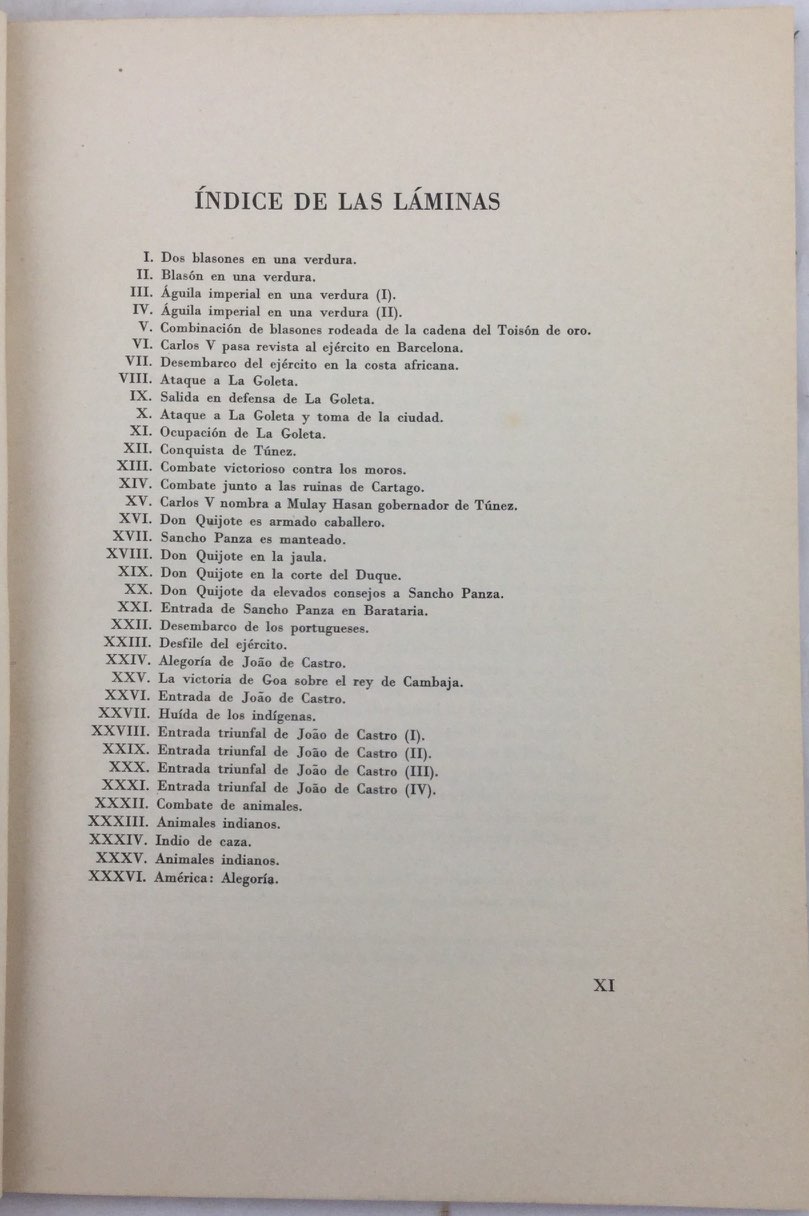 ÍNDICE DE LAS LÁMINAS
I. Dos blasones en una verdura.
II. Blasón en una verdura.
III. Águila imperial en una verdura (I).
IV. Águila imperial en una verdura (II).
V. Combinación de blasones rodeada de la cadena del Toisón de oro.
VI. Carlos V pasa revista al ejército en Barcelona.
VII. Desembarco del ejército en la costa africana.
VIII. Ataque a La Goleta.
IX. Salida en defensa de La Goleta.
X. Ataque a La Goleta y toma de la ciudad.
XI. Ocupación de La Goleta.
XII. Conquista de Túnez.
XIII. Combate victorioso contra los moros.
XIV. Combate junto a las ruinas de Cartago.
XV. Carlos V nombra a Mulay Hasan gobernador de Túnez.
XVI. Don Quijote es armado caballero.
XVII. Sancho Panza es manteado.
XVIII. Don Quijote en la jaula.
XIX. Don Quijote en la corte del Duque.
XX. Don Quijote da elevados consejos a Sancho Panza.
XXI. Entrada de Sancho Panza en Barataria.
XXII. Desembarco de los portugueses.
XXIII. Desfile del ejército.
XXIV. Alegoría de João de Castro.
XXV. La victoria de Goa sobre el rey de Cambaja.
XXVI. Entrada de João de Castro.
XXVII. Huída de los indígenas.
XXVIII. Entrada triunfal de João de Castro (I).
XXIX. Entrada triunfal de João de Castro (II).
XXX. Entrada triunfal de João de Castro (III).
XXXI. Entrada triunfal de João de Castro (IV).
XXXII. Combate de animales.
XXXIII. Animales indianos.
XXXIV. Indio de caza.
XXXV. Animales indianos.
XXXVI. América: Alegoría.
XI